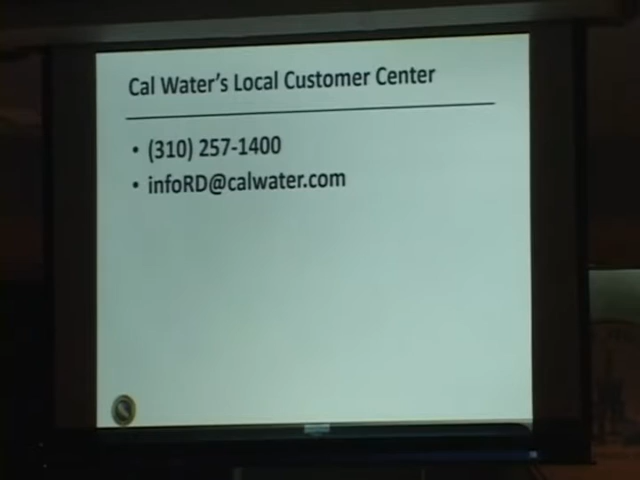 Cal Water's Local Customer Center
• (310) 257-1400
• infoRD@calwater.com